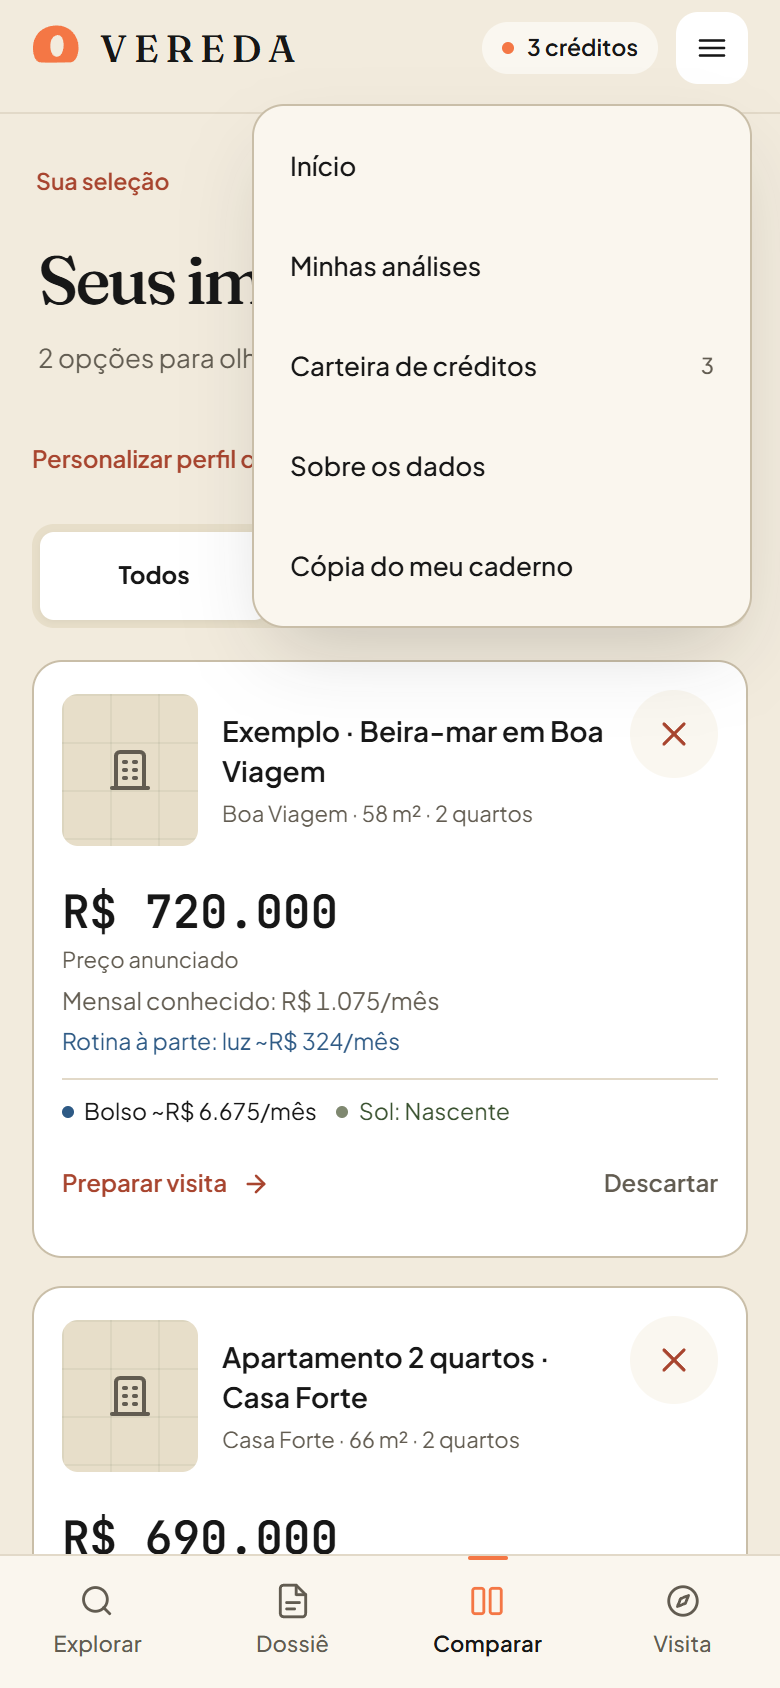 VEREDA
3 créditos
Início
Sua seleção
Minhas análises
Seus im
2 opções para olh
Carteira de créditos 3
Personalizar perfil
Sobre os dados
Todos
Cópia do meu caderno
Exemplo · Beira-mar em Boa
Viagem
Boa Viagem · 58 m² · 2 quartos
R$ 720.000
Preço anunciado
Mensal conhecido: R$ 1.075/mês
Rotina à parte: luz ~R$ 324/mês
Bolso ~R$ 6.675/mês Sol: Nascente
Preparar visita → Descartar
Apartamento 2 quartos ·
Casa Forte
Casa Forte · 66 m² · 2 quartos
R$ 690.000
Explorar Dossiê Comparar Visita